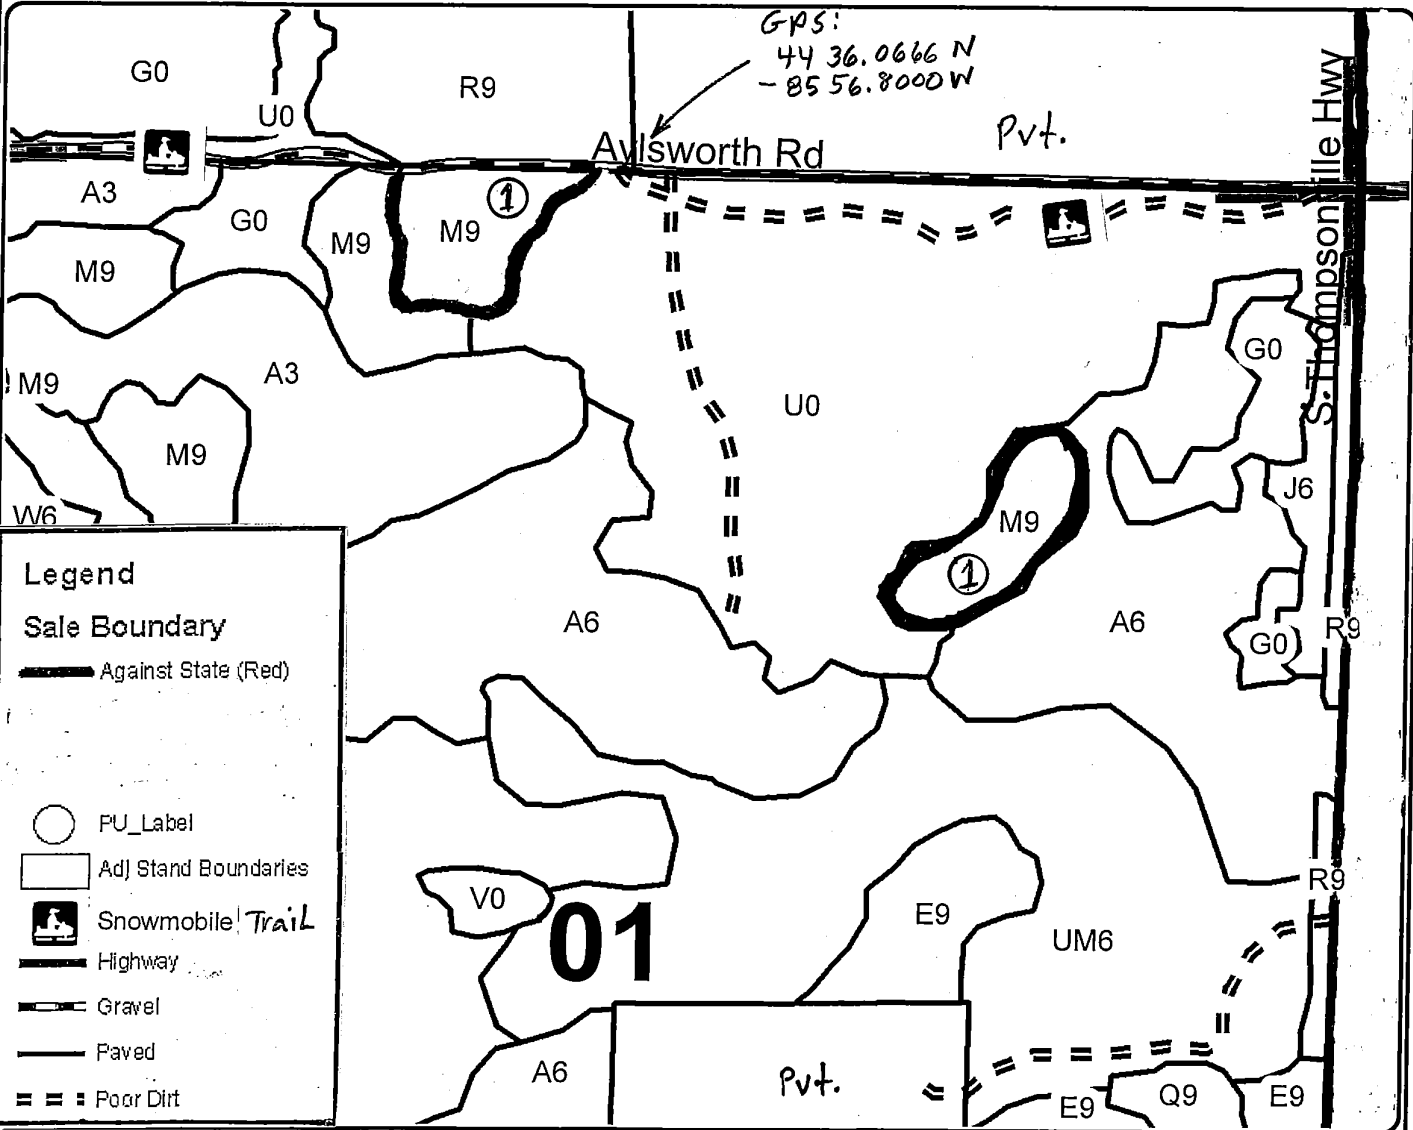 GPS:
44 36.0666 N
-85 56.8000 W
G0
R9
U0
Pvt.
S. Thompsonville Hwy
Aylsworth Rd
A3
G0
M9
M9
1
M9
G0
M9
A3
M9
U0
M9
J6
W6
M9
1
A6
A6
G0
R9
Legend
Sale Boundary
Against State (Red)
PU_Label
Adj Stand Boundaries
Snowmobile Trail
Highway
Gravel
Paved
Poor Dirt
V0
01
E9
UM6
R9
A6
Pvt.
E9
Q9
E9